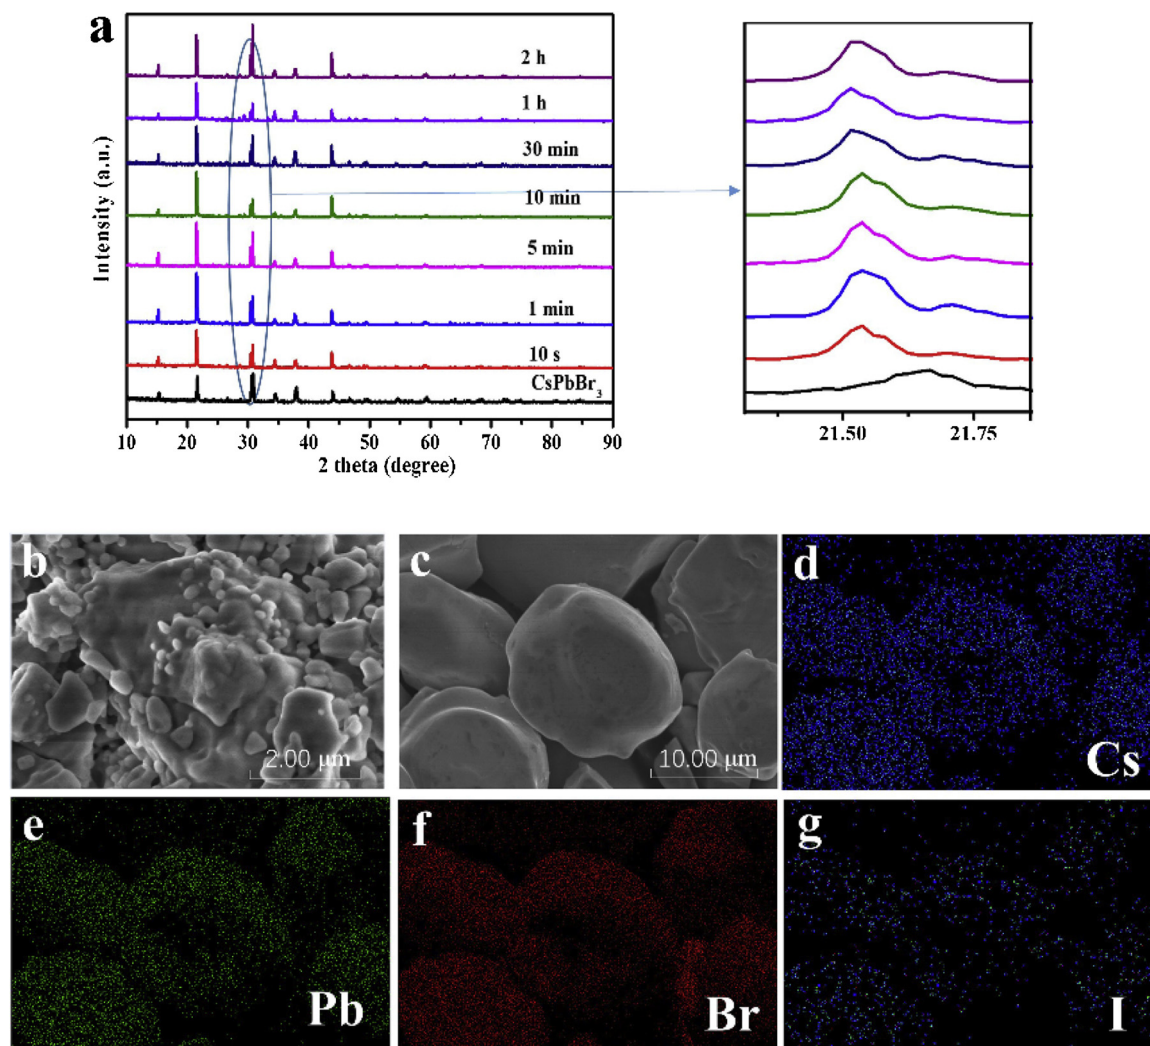 a
2 h
1 h
30 min
10 min
5 min
1 min
10 s
CsPbBr3
Intensity (a.u.)
10 20 30 40 50 60 70 80 90
2 theta (degree)
21.50 21.75
b
2.00 μm
c
10.00 μm
d
Cs
e
Pb
f
Br
g
I